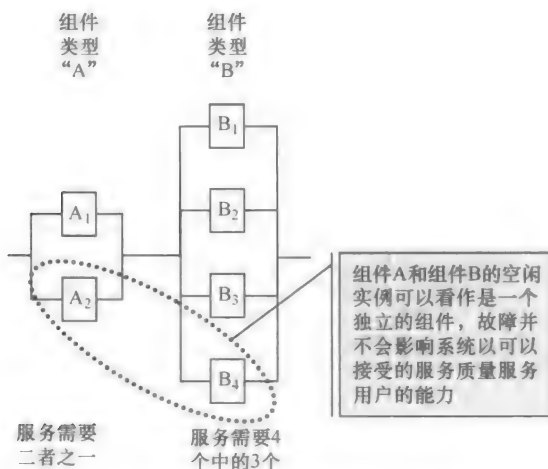 组件
类型
“A”
组件
类型
“B”
B1
B2
B3
B4
A1
A2
组件A和组件B的空闲
实例可以看作是一个
独立的组件，故障并
不会影响系统以可以
接受的服务质量服务
用户的能力
服务需要
二者之一
服务需要4
个中的3个